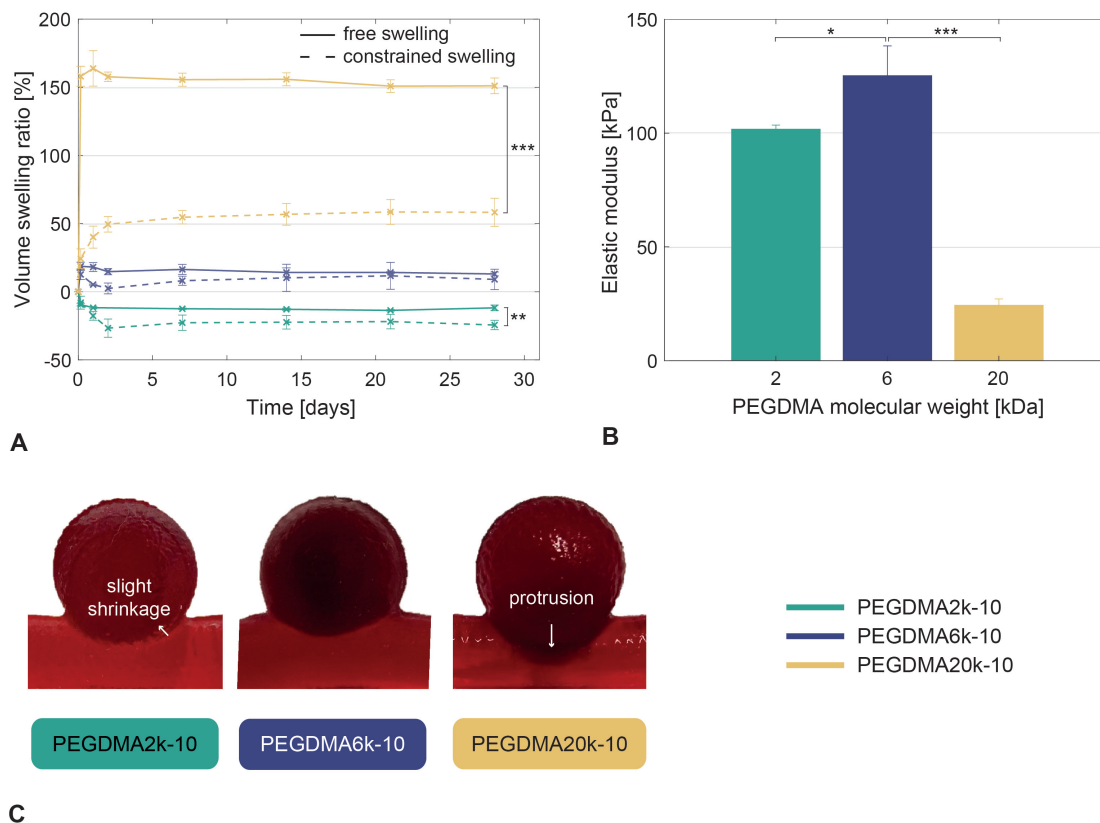 200
150
100
50
0
-50
0
5
10
15
20
25
30
Volume swelling ratio [%]
Time [days]
free swelling
constrained swelling
***
**
A
150
100
50
0
Elastic modulus [kPa]
*
***
2
6
20
PEGDMA molecular weight [kDa]
B
slight
shrinkage
protrusion
PEGDMA2k-10
PEGDMA6k-10
PEGDMA20k-10
PEGDMA2k-10
PEGDMA6k-10
PEGDMA20k-10
C